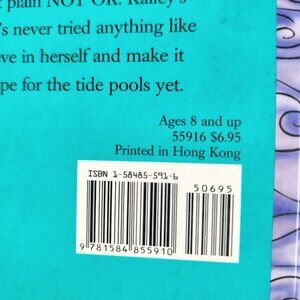 plain NOT OK. Kailey's
's never tried anything like
eve in herself and make it
pe for the tide pools yet.
Ages 8 and up
55916 $6.95
Printed in Hong Kong
ISBN 1-58485-591-6
50695
9 781584 855910